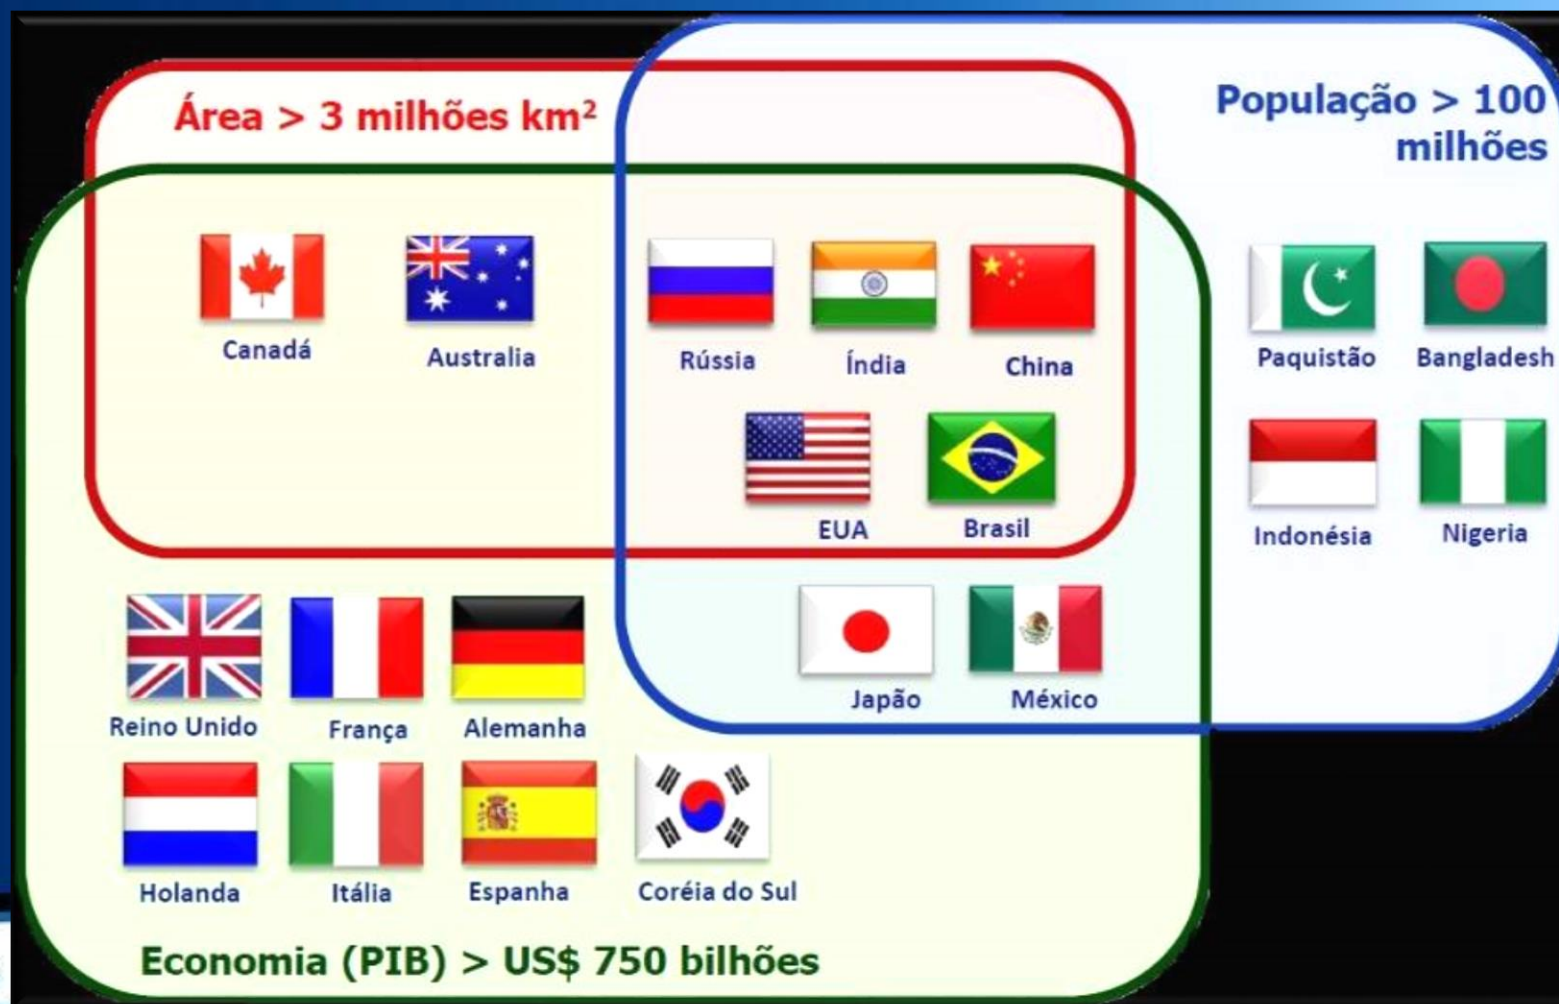 Área > 3 milhões km²
População > 100
milhões
Canadá
Australia
Rússia
Índia
China
Paquistão
Bangladesh
EUA
Brasil
Indonésia
Nigeria
Japão
México
Reino Unido
França
Alemanha
Holanda
Itália
Espanha
Coréia do Sul
Economia (PIB) > US$ 750 bilhões